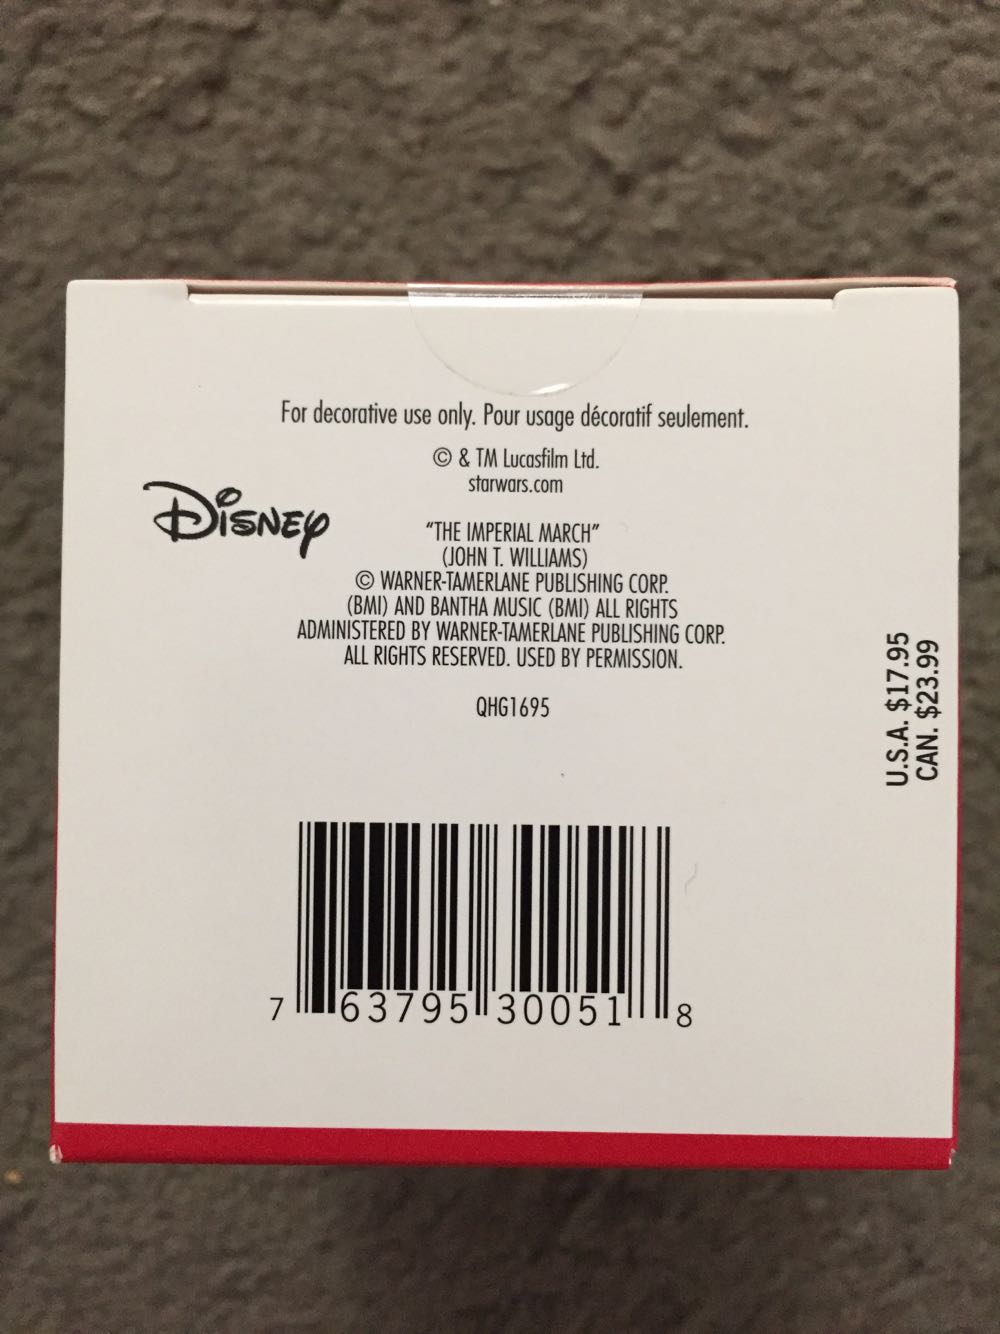 For decorative use only. Pour usage décoratif seulement.
© & TM Lucasfilm Ltd.
starwars.com
Disney
“THE IMPERIAL MARCH”
(JOHN T. WILLIAMS)
© WARNER-TAMERLANE PUBLISHING CORP.
(BMI) AND BANTHA MUSIC (BMI) ALL RIGHTS
ADMINISTERED BY WARNER-TAMERLANE PUBLISHING CORP.
ALL RIGHTS RESERVED. USED BY PERMISSION.
QHG1695
U.S.A. $17.95
CAN. $23.99
7 63795 30051 8